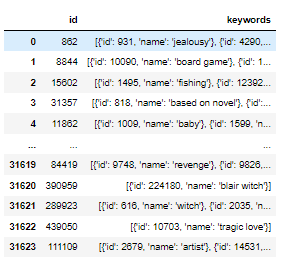 id keywords
0 862 [{'id': 931, 'name': 'jealousy'}, {'id': 4290,...
1 8844 [{'id': 10090, 'name': 'board game'}, {'id': 1...
2 15602 [{'id': 1495, 'name': 'fishing'}, {'id': 12392...
3 31357 [{'id': 818, 'name': 'based on novel'}, {'id':...
4 11862 [{'id': 1009, 'name': 'baby'}, {'id': 1599, 'n...
... ... ...
31619 84419 [{'id': 9748, 'name': 'revenge'}, {'id': 9826,...
31620 390959 [{'id': 224180, 'name': 'blair witch'}]
31621 289923 [{'id': 616, 'name': 'witch'}, {'id': 2035, 'n...
31622 439050 [{'id': 10703, 'name': 'tragic love'}]
31623 111109 [{'id': 2679, 'name': 'artist'}, {'id': 14531,...